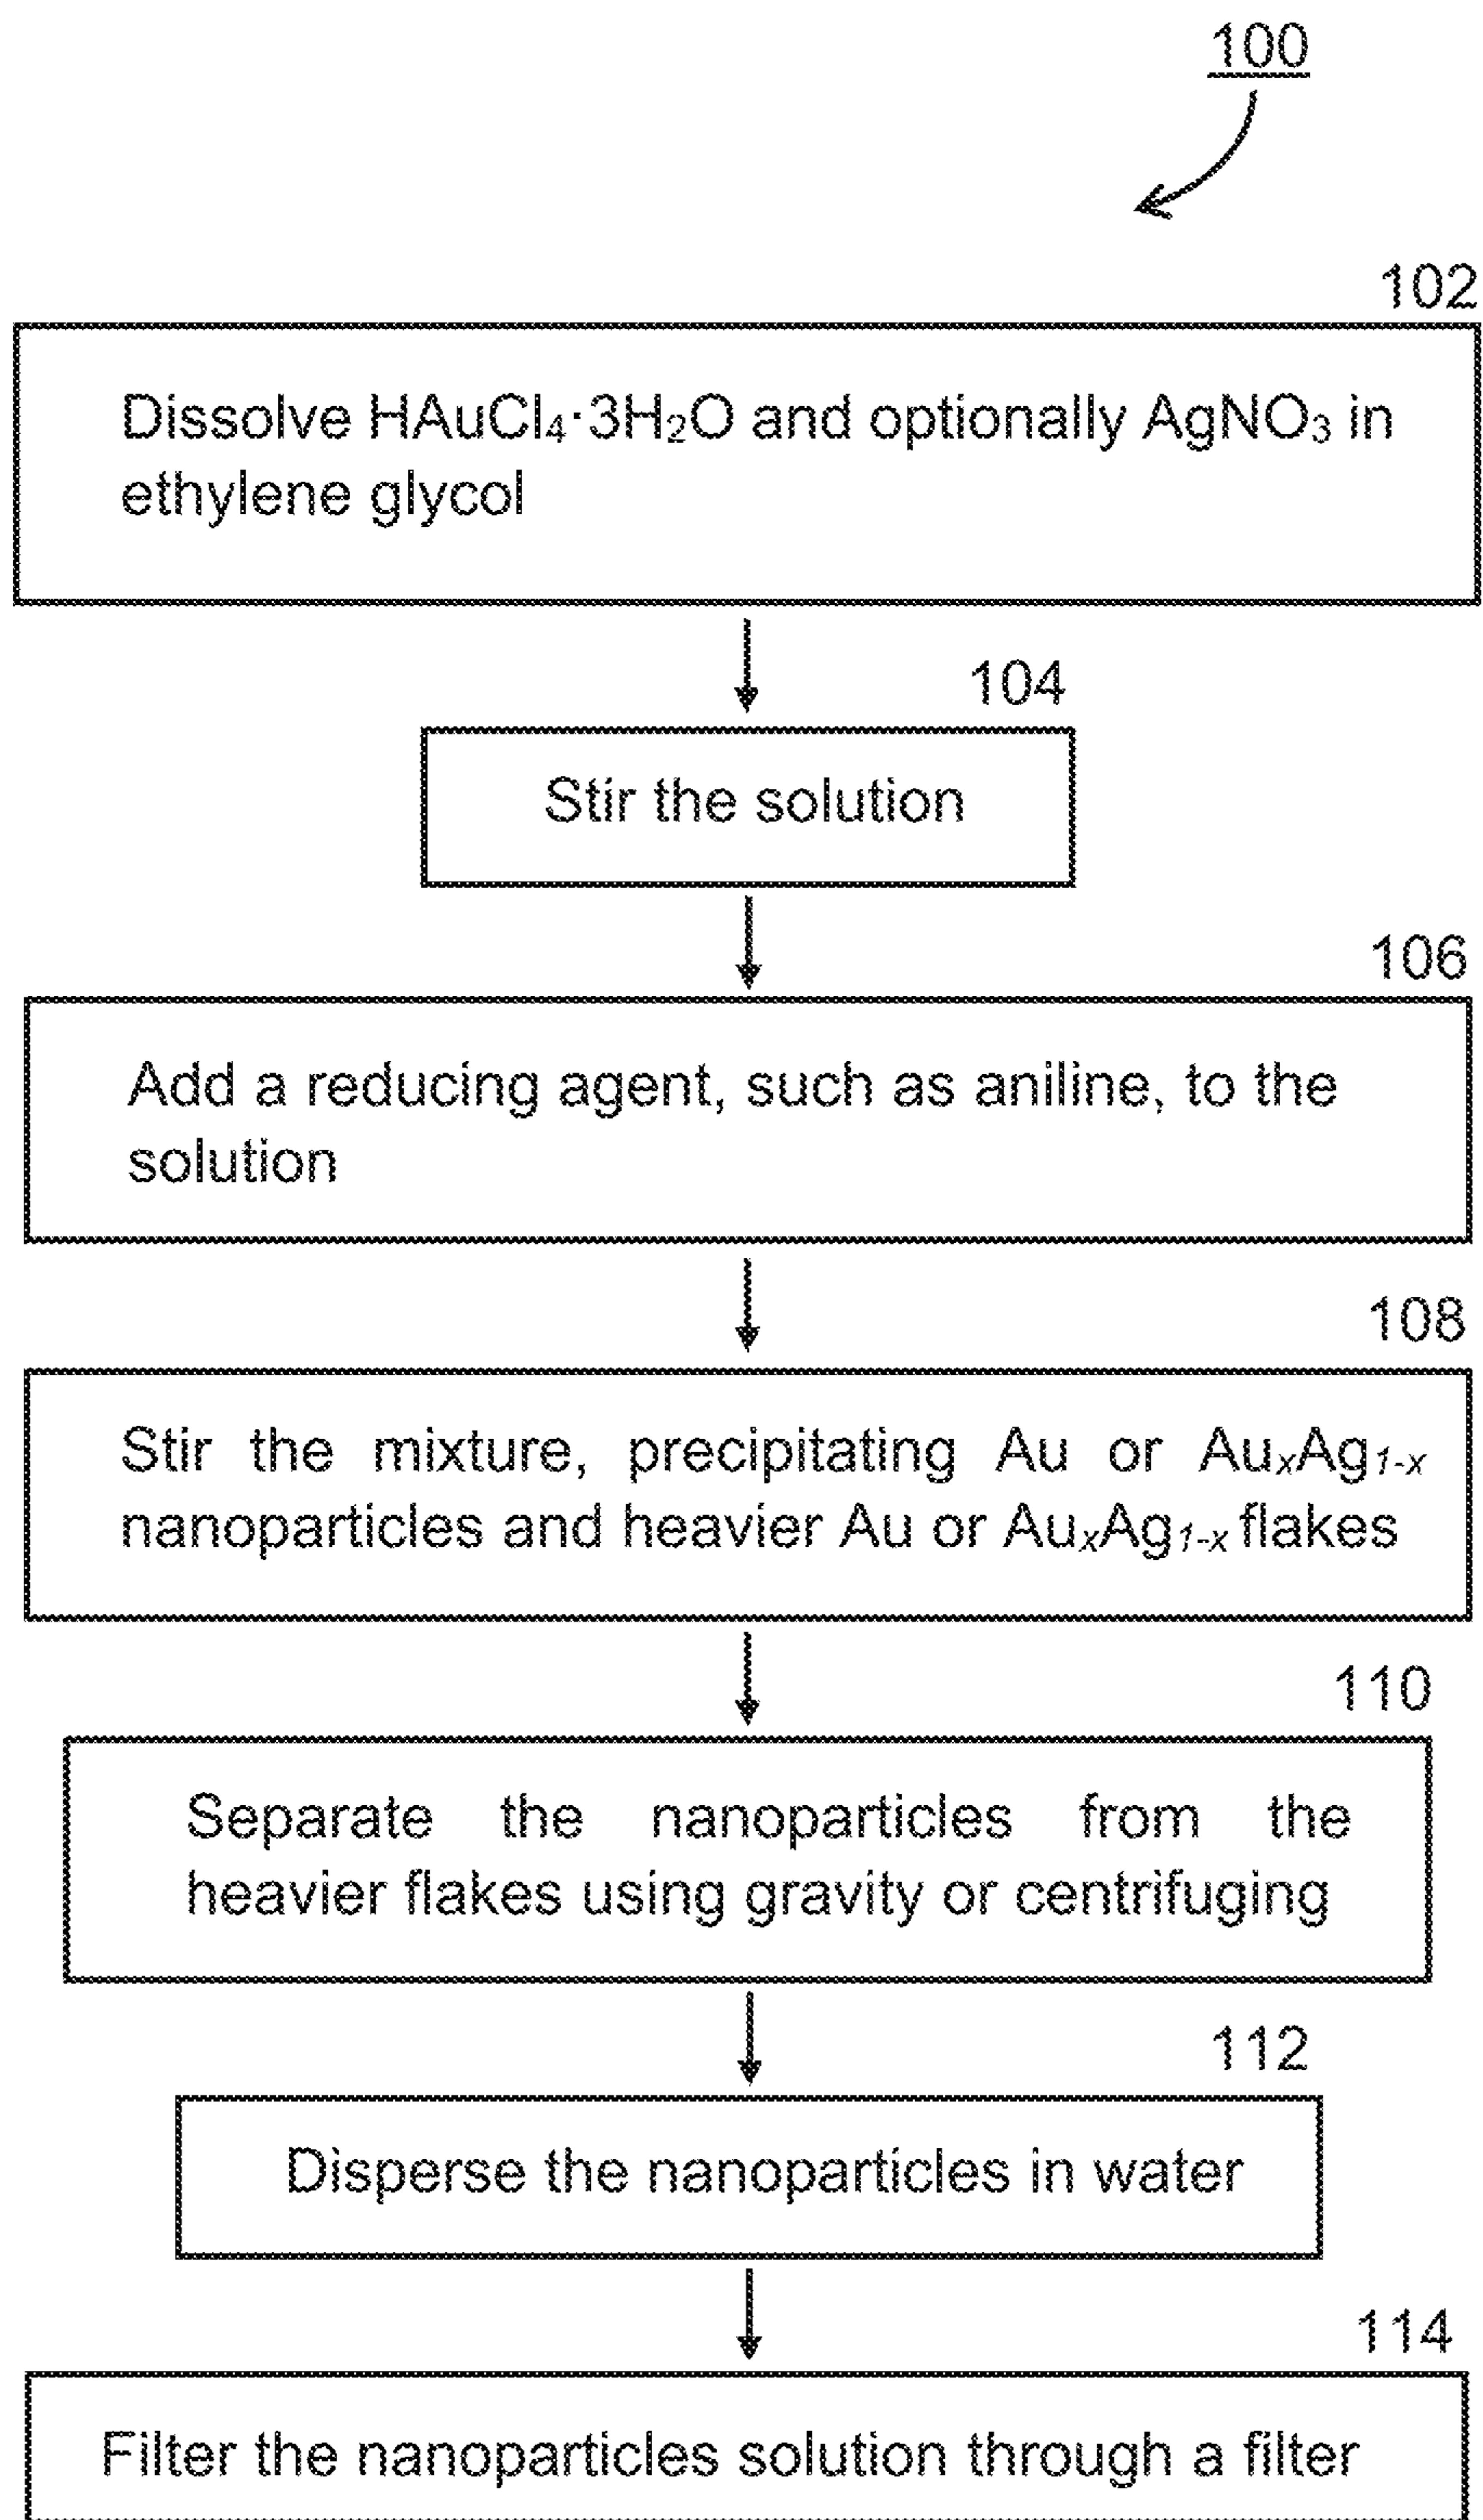 100
102
Dissolve HAuCl₄·3H₂O and optionally AgNO₃ in
ethylene glycol
104
Stir the solution
106
Add a reducing agent, such as aniline, to the
solution
108
Stir the mixture, precipitating Au or AuₓAg₁₋ₓ
nanoparticles and heavier Au or AuₓAg₁₋ₓ flakes
110
Separate the nanoparticles from the
heavier flakes using gravity or centrifuging
112
Disperse the nanoparticles in water
114
Filter the nanoparticles solution through a filter